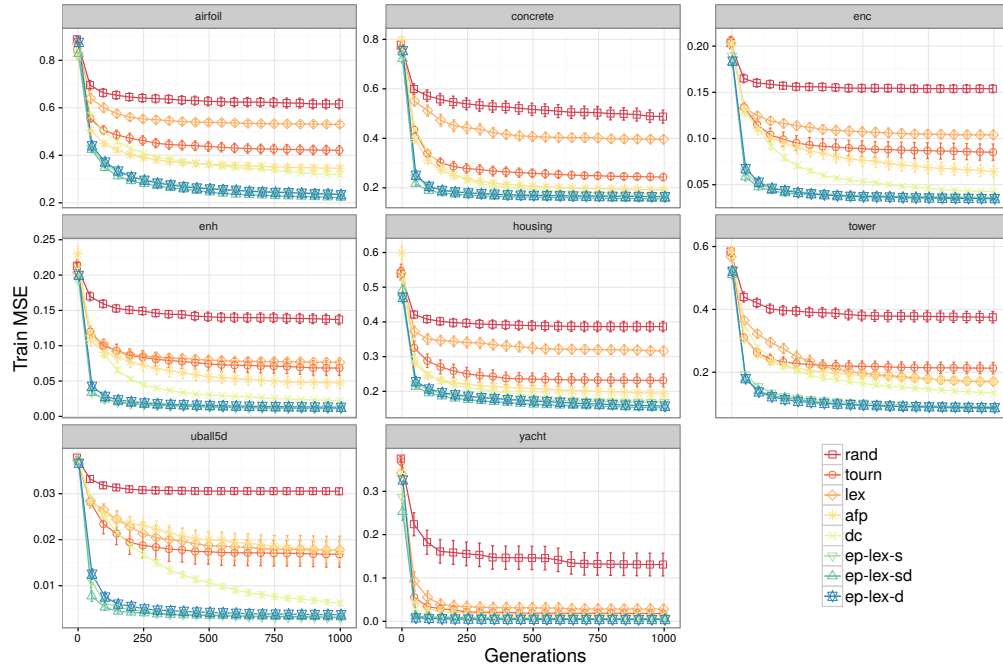 airfoil
concrete
enc
0.8
0.6
0.4
0.2
0.8
0.6
0.4
0.2
0.20
0.15
0.10
0.05
enh
housing
tower
0.25
0.20
0.15
0.10
0.05
0.00
0.6
0.5
0.4
0.3
0.2
0.6
0.4
0.2
Train MSE
uball5d
yacht
0.03
0.02
0.01
0.3
0.2
0.1
0.0
0 250 500 750 1000
0 250 500 750 1000
Generations
rand
tourn
lex
afp
dc
ep-lex-s
ep-lex-sd
ep-lex-d